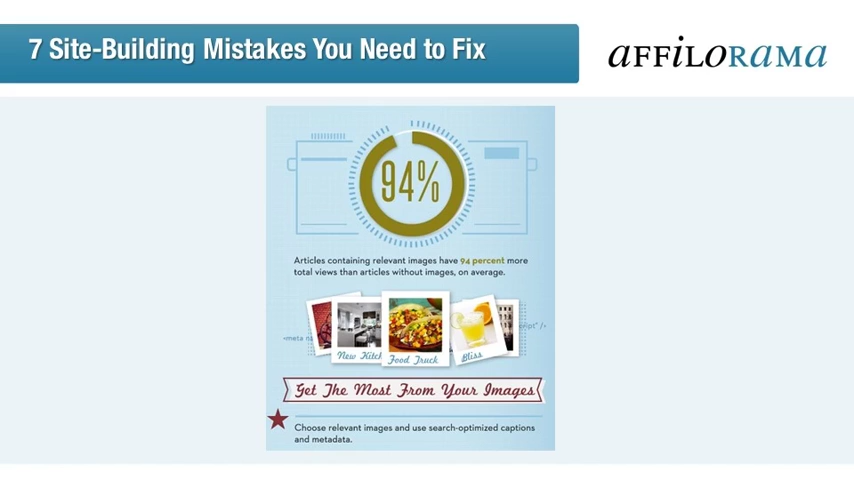 7 Site-Building Mistakes You Need to Fix
AFFILORAMA
94%
Articles containing relevant images have 94 percent more
total views than articles without images, on average.
<meta
New
Food Truck
Bliss
Get The Most From Your Images
Choose relevant images and use search-optimized captions
and metadata.